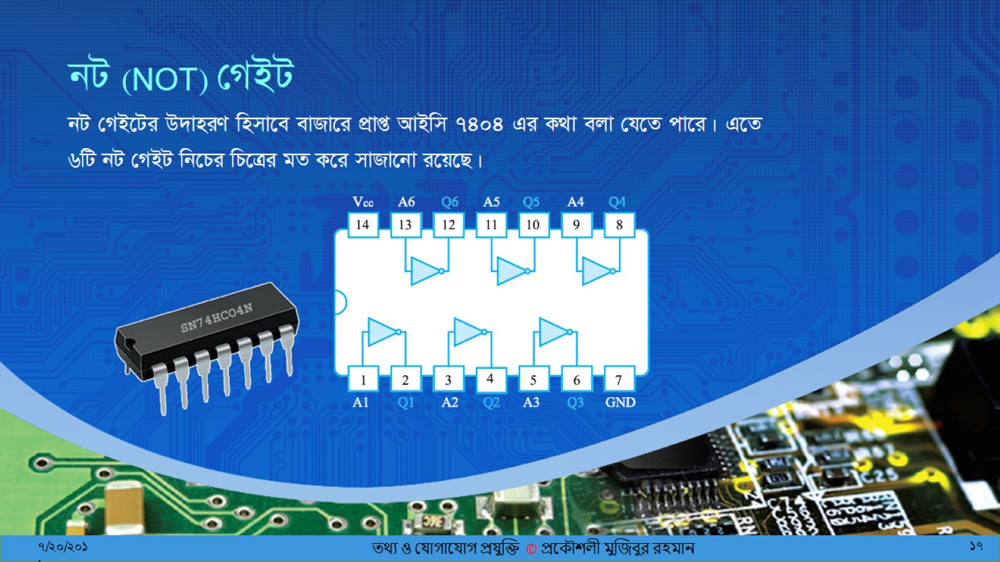 নট (NOT) গেইট
নট গেইটের উদাহরণ হিসাবে বাজারে প্রাপ্ত আইসি ৭৪০৪ এর কথা বলা যেতে পারে। এতে
৬টি নট গেইট নিচের চিত্রের মত করে সাজানো রয়েছে।
Vcc A6 Q6 A5 Q5 A4 Q4
14 13 12 11 10 9 8
SN74HC04N
1 2 3 4 5 6 7
A1 Q1 A2 Q2 A3 Q3 GND
C25
৭/২০/২০১ তথ্য ও যোগাযোগ প্রযুক্তি © প্রকৌশলী মুজিবুর রহমান ১৭